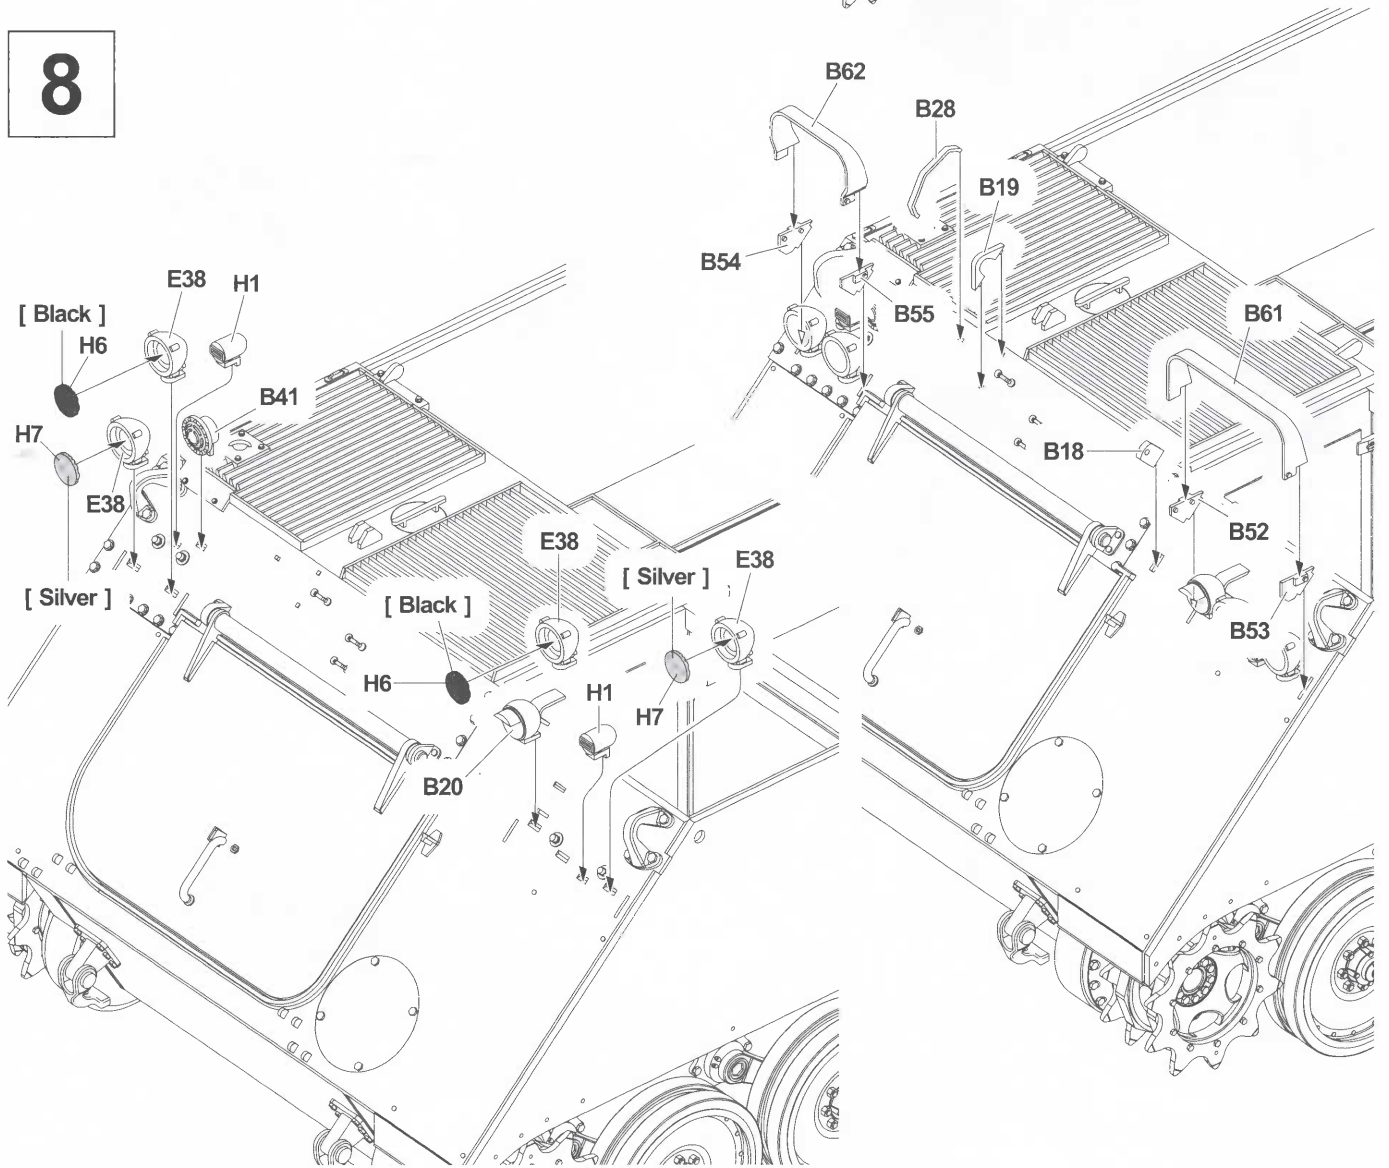 8
B62
B28
B19
B54
B55
B61
B18
B52
B53
E38
H1
[ Black ]
H6
B41
H7
E38
[ Silver ]
E38
[ Silver ]
E38
[ Black ]
H6
H1
H7
B20